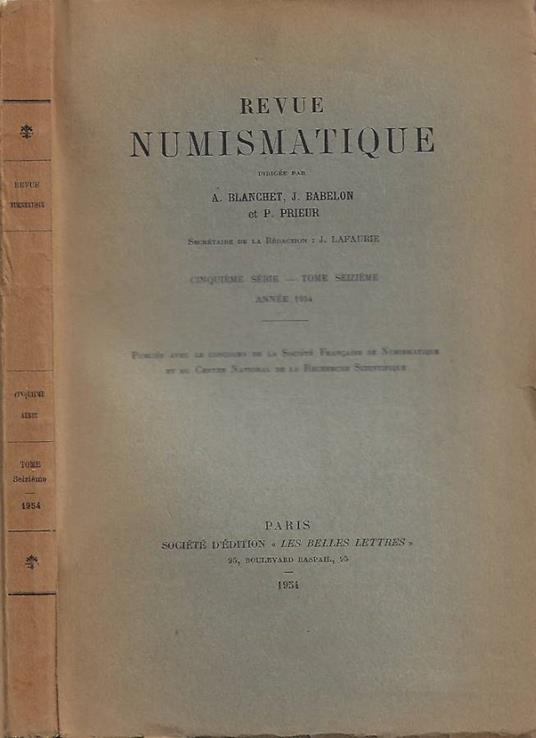 REVUE
NUMISMATIQUE
CINQUIÈME
SÉRIE
TOME
Seizième
1954
REVUE
NUMISMATIQUE
DIRIGÉE PAR
A. BLANCHET, J. BABELON
et P. PRIEUR
SECRÉTAIRE DE LA RÉDACTION : J. LAFAURIE
CINQUIÈME SÉRIE — TOME SEIZIÈME
ANNÉE 1954
PUBLIÉE AVEC LE CONCOURS DE LA SOCIÉTÉ FRANÇAISE DE NUMISMATIQUE
ET DU CENTRE NATIONAL DE LA RECHERCHE SCIENTIFIQUE
PARIS
SOCIÉTÉ D'ÉDITION « LES BELLES LETTRES »
95, BOULEVARD RASPAIL, 95
1954